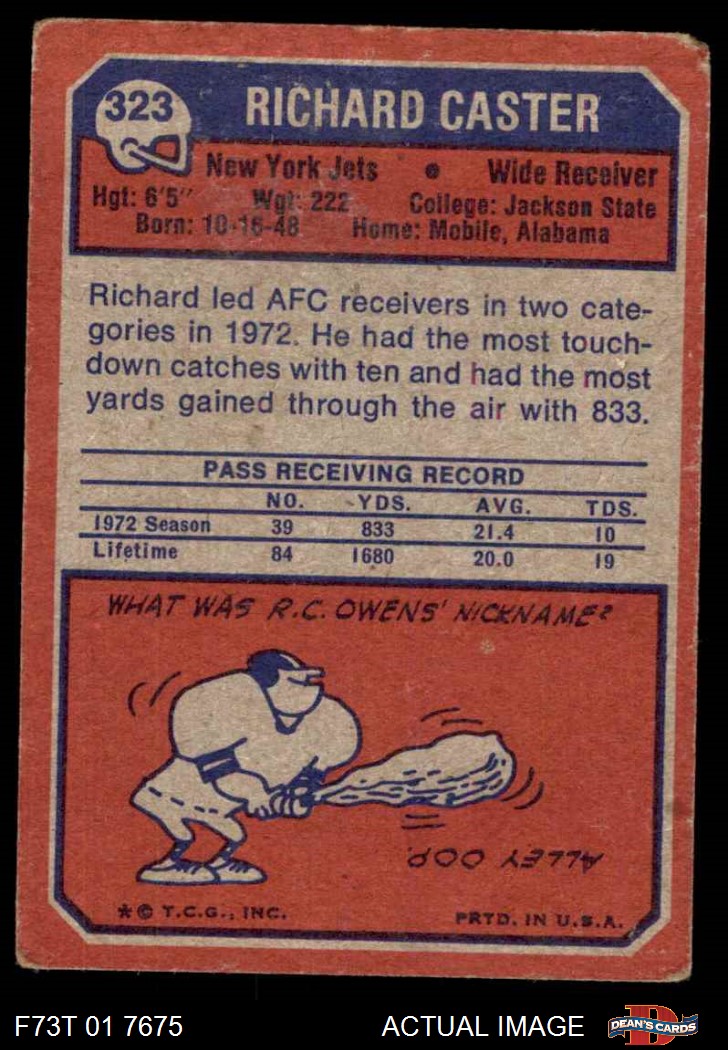 323
RICHARD CASTER
New York Jets • Wide Receiver
Hgt: 6'5" Wgt: 222 College: Jackson State
Born: 10-16-48 Home: Mobile, Alabama
Richard led AFC receivers in two cate-
gories in 1972. He had the most touch-
down catches with ten and had the most
yards gained through the air with 833.
PASS RECEIVING RECORD
NO. YDS. AVG. TDS.
1972 Season 39 833 21.4 10
Lifetime 84 1680 20.0 19
WHAT WAS R.C. OWENS' NICKNAME?
ALLEY OOP.
*© T.C.G., INC. PRTD. IN U.S.A.
F73T 01 7675 ACTUAL IMAGE DEAN'S CARDS